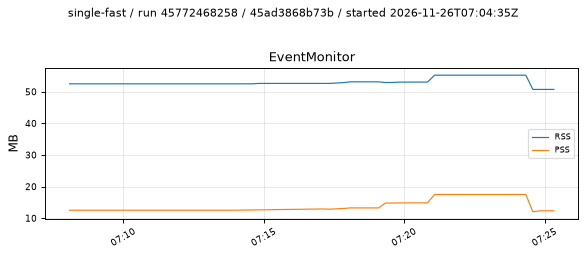 single-fast / run 45772468258 / 45ad3868b73b / started 2026-11-26T07:04:35Z
EventMonitor
MB
50
40
30
20
10
RSS
PSS
07:10
07:15
07:20
07:25